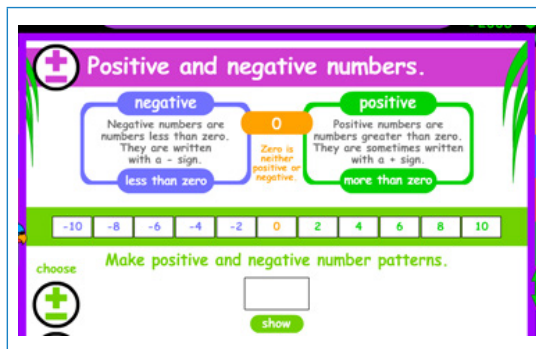 Positive and negative numbers.
negative
Negative numbers are
numbers less than zero.
They are written
with a - sign.
less than zero
0
Zero is
neither
positive or
negative.
positive
Positive numbers are
numbers greater than zero.
They are sometimes written
with a + sign.
more than zero
-10 -8 -6 -4 -2 0 2 4 6 8 10
Make positive and negative number patterns.
choose
show